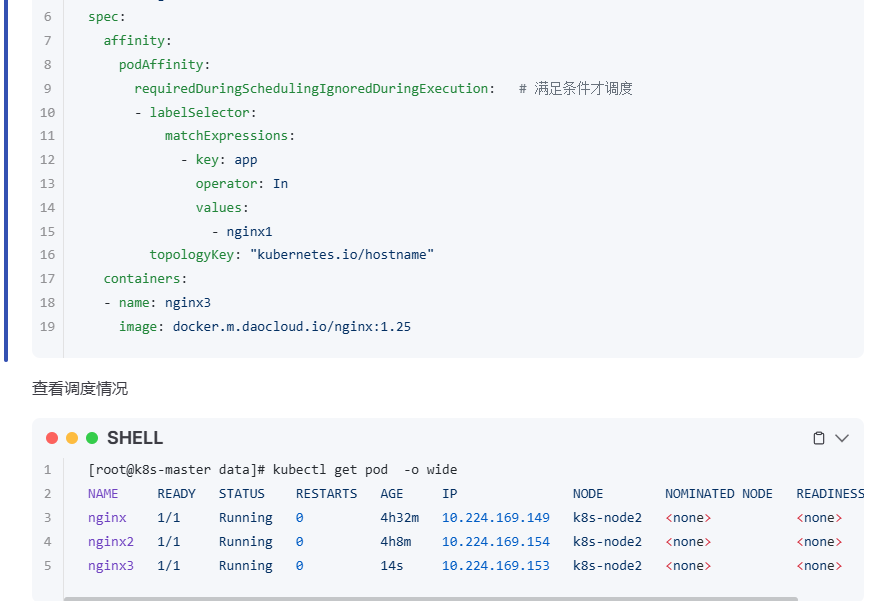 6 spec:
7 affinity:
8 podAffinity:
9 requiredDuringSchedulingIgnoredDuringExecution: # 满足条件才调度
10 - labelSelector:
11 matchExpressions:
12 - key: app
13 operator: In
14 values:
15 - nginx1
16 topologyKey: "kubernetes.io/hostname"
17 containers:
18 - name: nginx3
19 image: docker.m.daocloud.io/nginx:1.25
查看调度情况
SHELL
1 [root@k8s-master data]# kubectl get pod -o wide
2 NAME READY STATUS RESTARTS AGE IP NODE NOMINATED NODE READINESS
3 nginx 1/1 Running 0 4h32m 10.224.169.149 k8s-node2 <none> <none>
4 nginx2 1/1 Running 0 4h8m 10.224.169.154 k8s-node2 <none> <none>
5 nginx3 1/1 Running 0 14s 10.224.169.153 k8s-node2 <none> <none>